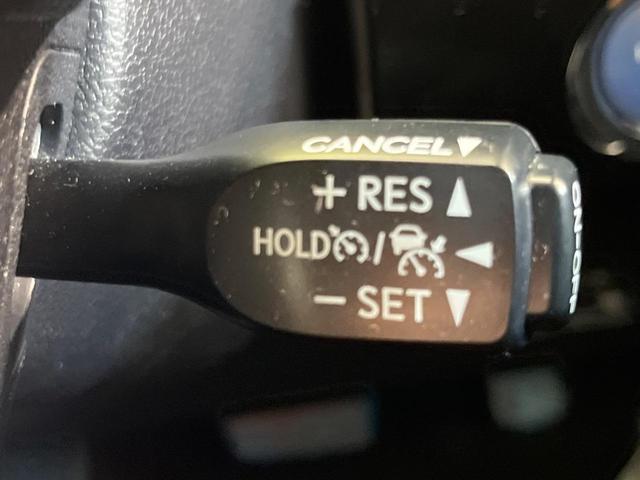 CANCEL▼
+ RES ▲
HOLD / ◀
− SET ▼
ON-OFF